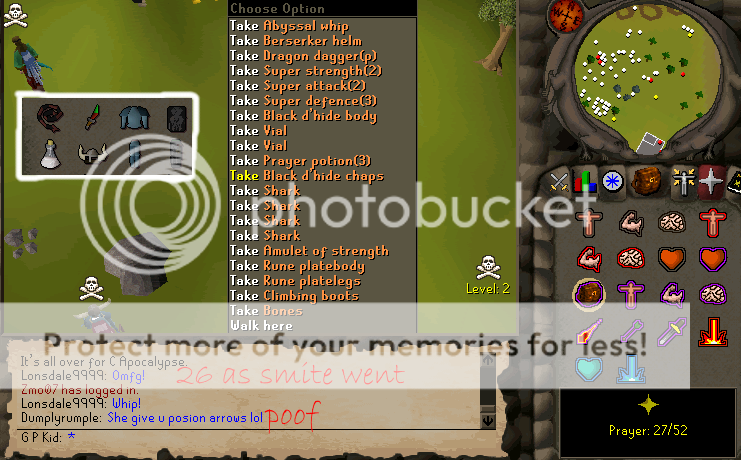 Choose Option
Take Abyssal whip
Take Berserker helm
Take Dragon dagger(p)
Take Super strength(2)
Take Super attack(2)
Take Super defence(3)
Take Black d'hide body
Take Vial
Take Vial
Take Prayer potion(3)
Take Black d'hide chaps
Take Shark
Take Shark
Take Shark
Take Shark
Take Amulet of strength
Take Rune platebody
Take Rune platelegs
Take Climbing boots
Take Bones
Walk here
photobucket
Level: 2
Protect more of your memories for less!
It's all over for C Apocalypse.
Lonsdale9999: Omfg!
26 as smite went
Zmo07 has logged in.
Lonsdale9999: Whip!
Dumplyrumple: She give u posion arrows lol
poof
G P Kid: *
Prayer: 27/52